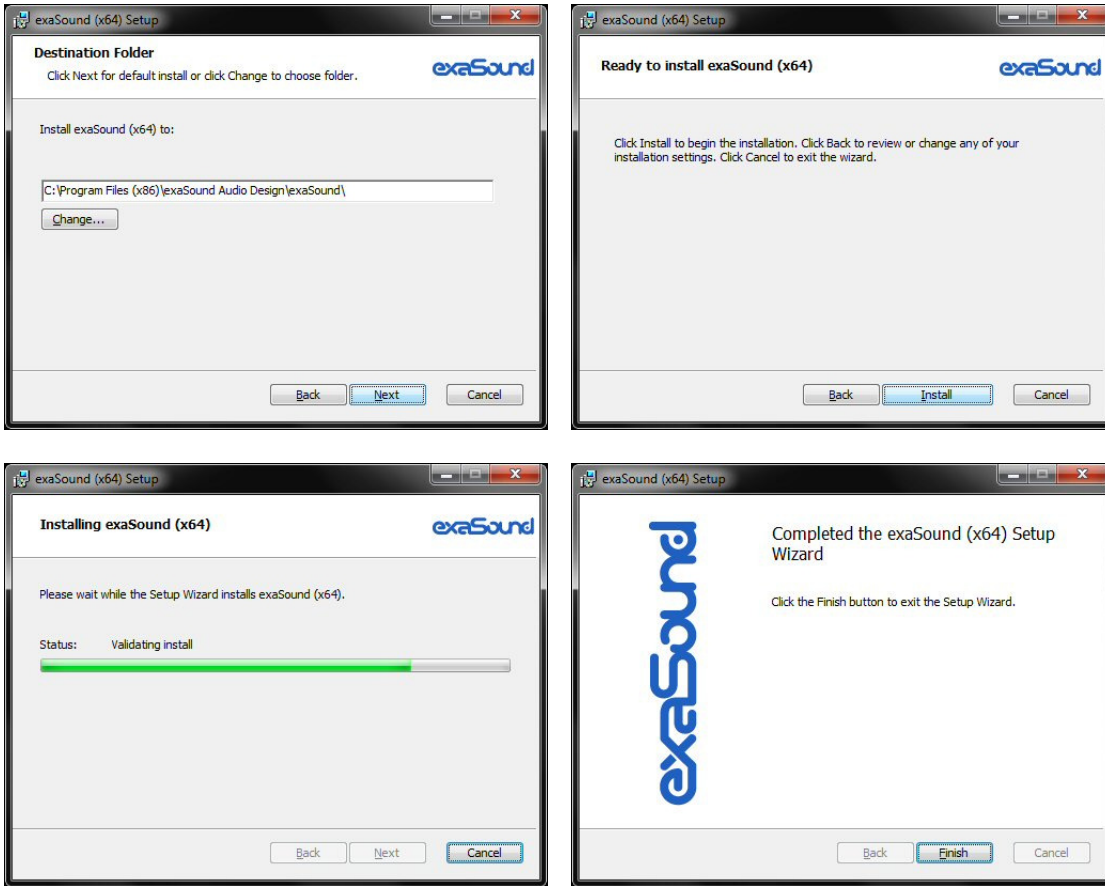 exaSound (x64) Setup
Destination Folder
Click Next for default install or click Change to choose folder.
exaSound
Install exaSound (x64) to:
C:\Program Files (x86)\exaSound Audio Design\exaSound\
Change...
Back Next Cancel
exaSound (x64) Setup
Ready to install exaSound (x64)
exaSound
Click Install to begin the installation. Click Back to review or change any of your
installation settings. Click Cancel to exit the wizard.
Back Install Cancel
exaSound (x64) Setup
Installing exaSound (x64)
exaSound
Please wait while the Setup Wizard installs exaSound (x64).
Status: Validating install
Back Next Cancel
exaSound (x64) Setup
exaSound
Completed the exaSound (x64) Setup
Wizard
Click the Finish button to exit the Setup Wizard.
Back Finish Cancel